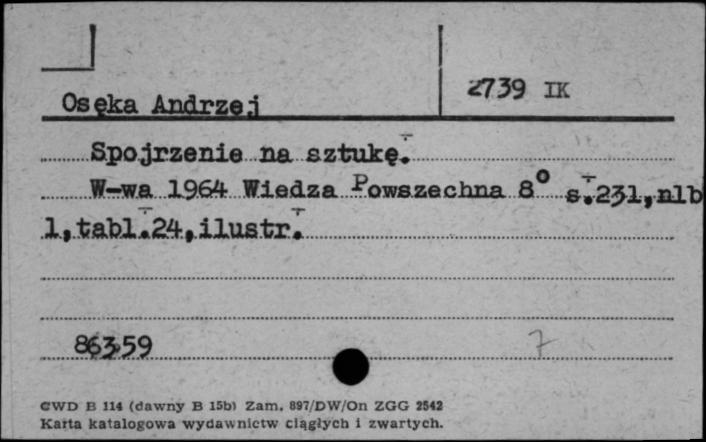 2739 IK
Osęka Andrzej
Spojrzenie na sztukę.
W-wa 1964 Wiedza Powszechna 8° s.231,nlb
1,tabl.24,ilustr.
86359
7
CWD B 114 (dawny B 15b) Zam. 897/DW/On ZGG 2542
Karta katalogowa wydawnictw ciągłych i zwartych.